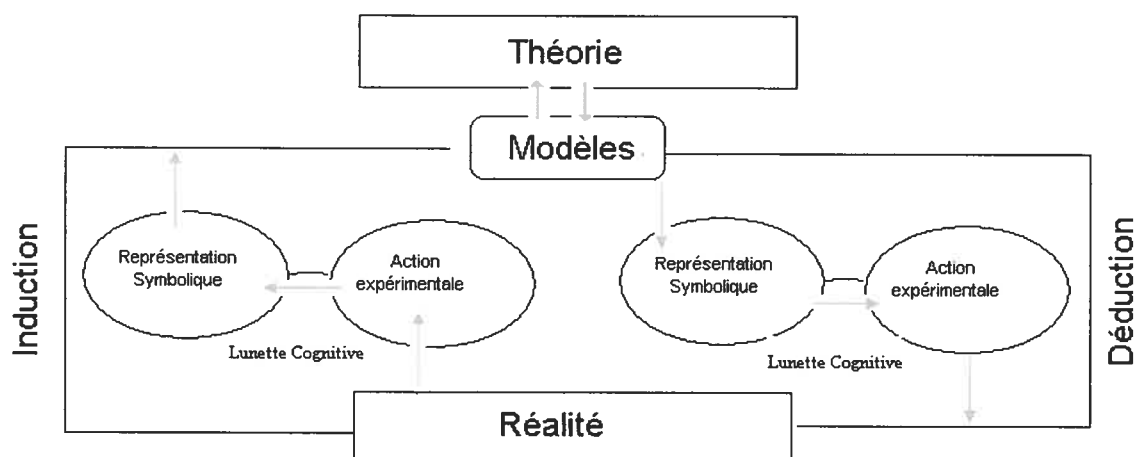 Théorie
Modèles
Induction
Représentation
Symbolique
Action
expérimentale
Lunette Cognitive
Représentation
Symbolique
Action
expérimentale
Lunette Cognitive
Déduction
Réalité